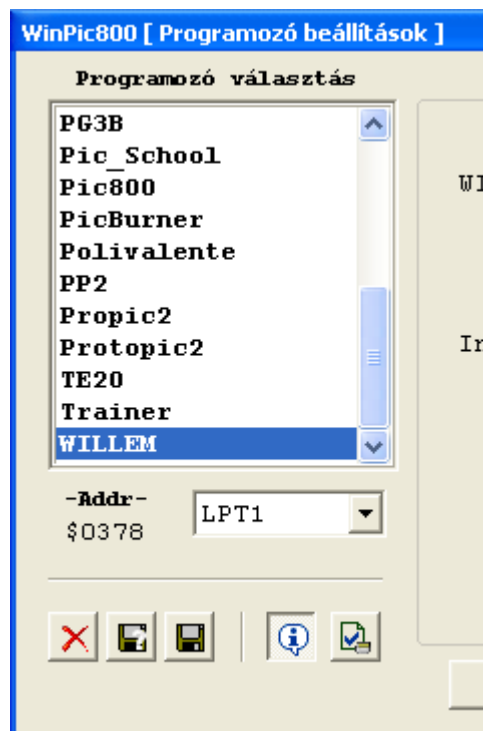 WinPic800 [ Programozó beállítások ]
Programozó választás
PG3B
Pic_School
Pic800
PicBurner
Polivalente
PP2
Propic2
Protopic2
TE20
Trainer
WILLEM
-Addr-
$0378
LPT1